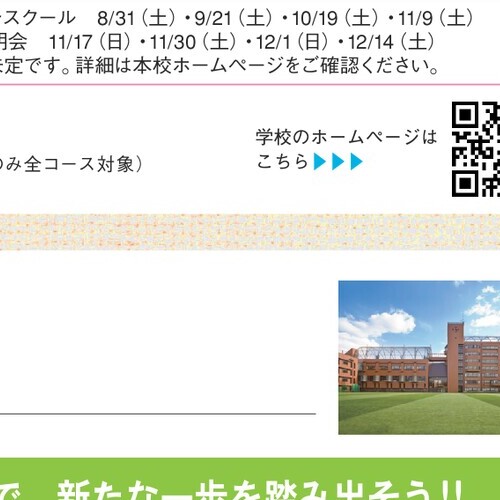 ースクール 8/31（土）・9/21（土）・10/19（土）・11/9（土）
明会 11/17（日）・11/30（土）・12/1（日）・12/14（土）
定です。詳細は本校ホームページをご確認ください。
学校のホームページは
こちら▶▶▶
のみ全コース対象）
で、新たな一歩を踏み出そう!!